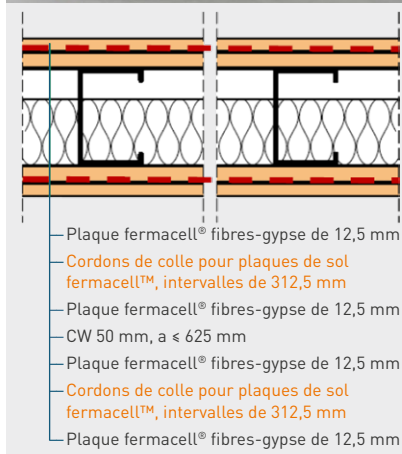 Plaque fermacell® fibres-gypse de 12,5 mm
Cordons de colle pour plaques de sol
fermacell™, intervalles de 312,5 mm
Plaque fermacell® fibres-gypse de 12,5 mm
CW 50 mm, a ≤ 625 mm
Plaque fermacell® fibres-gypse de 12,5 mm
Cordons de colle pour plaques de sol
fermacell™, intervalles de 312,5 mm
Plaque fermacell® fibres-gypse de 12,5 mm